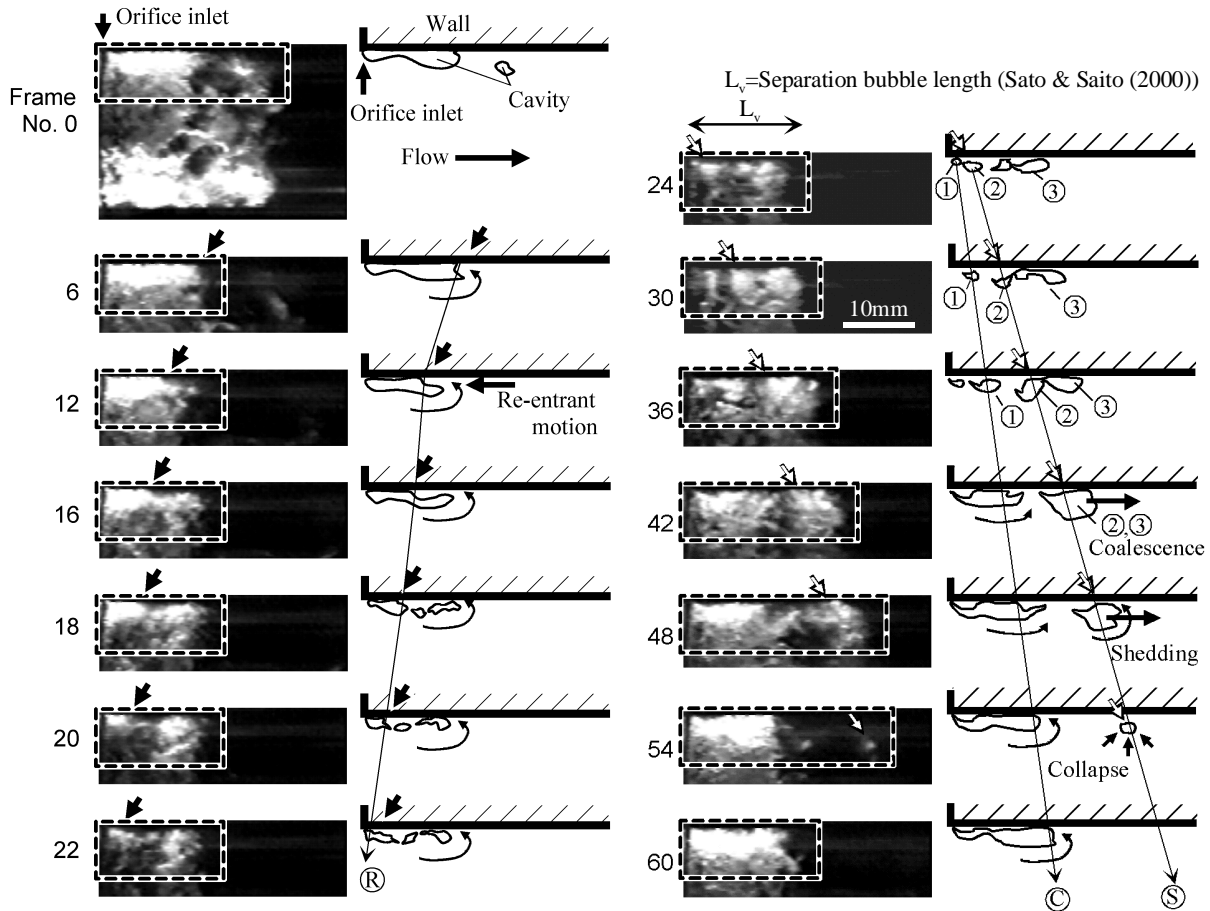 Orifice inlet
Wall
Frame
No. 0
Cavity
Orifice inlet
Flow
6
12
Re-entrant
motion
16
18
20
22
Ⓡ
L_v=Separation bubble length (Sato & Saito (2000))
L_v
24
① ② ③
30
10mm
① ② ③
36
① ② ③
42
②,③
Coalescence
48
Shedding
54
Collapse
60
Ⓒ Ⓢ